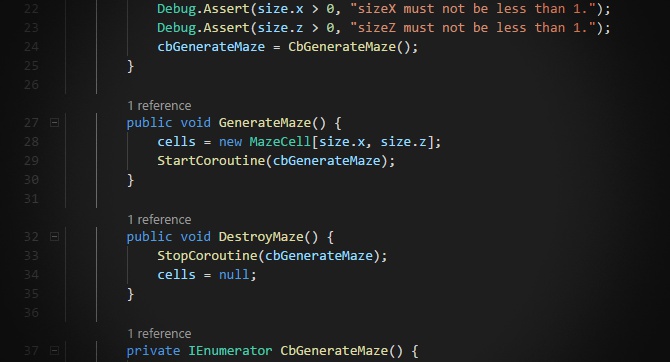 22 Debug.Assert(size.x > 0, "sizeX must not be less than 1.");
23 Debug.Assert(size.z > 0, "sizeZ must not be less than 1.");
24 cbGenerateMaze = CbGenerateMaze();
25 }
26
1 reference
27 public void GenerateMaze() {
28 cells = new MazeCell[size.x, size.z];
29 StartCoroutine(cbGenerateMaze);
30 }
31
1 reference
32 public void DestroyMaze() {
33 StopCoroutine(cbGenerateMaze);
34 cells = null;
35 }
36
1 reference
37 private IEnumerator CbGenerateMaze() {